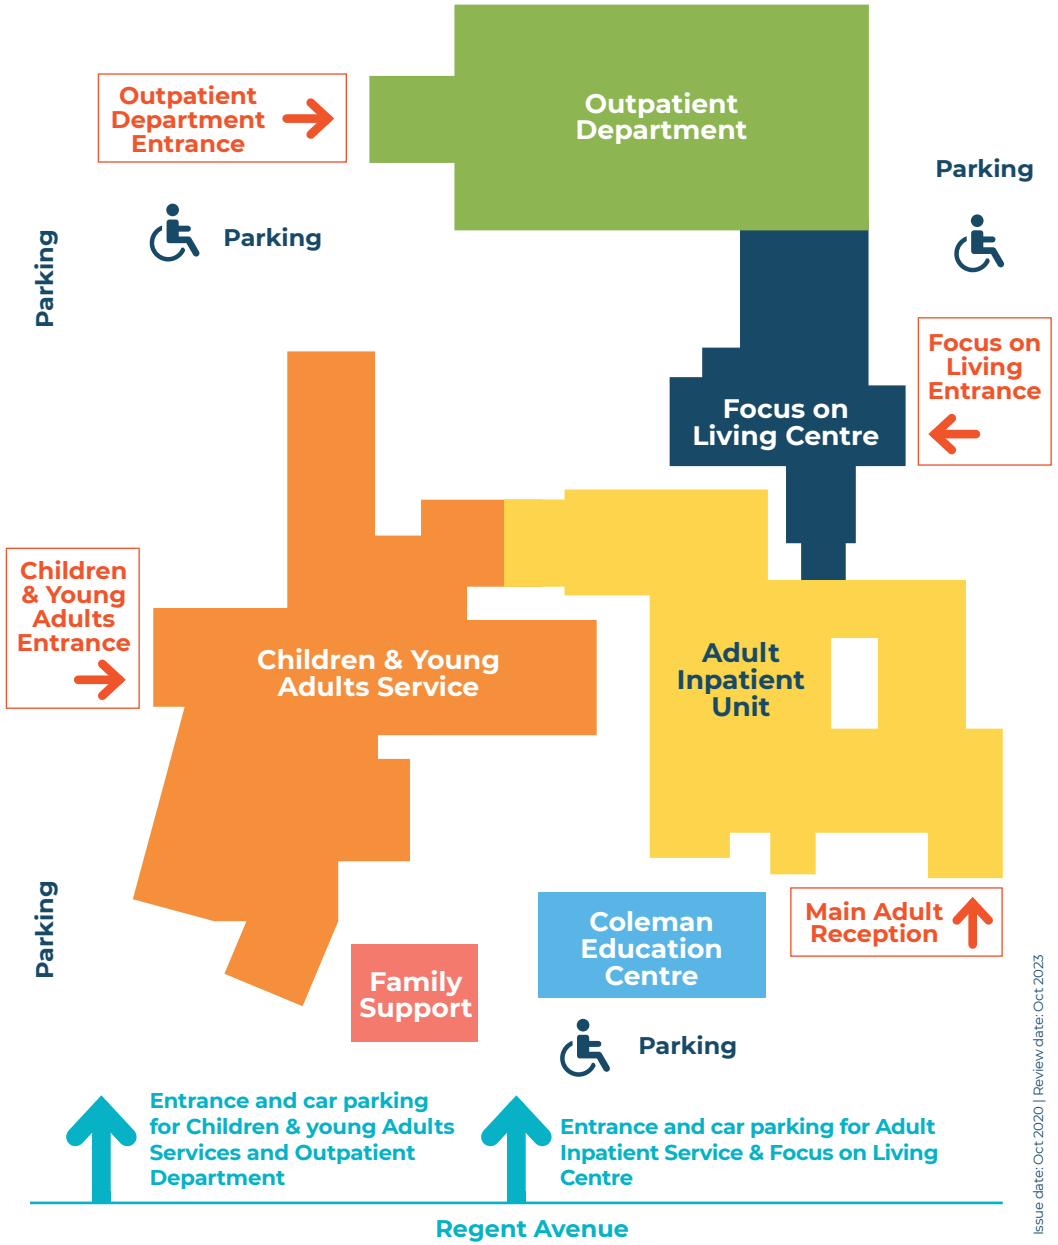 Outpatient
Department
Entrance
Outpatient
Department
Parking
Parking
Parking
Focus on
Living
Entrance
Focus on
Living Centre
Children
& Young
Adults
Entrance
Children & Young
Adults Service
Adult
Inpatient
Unit
Parking
Main Adult
Reception
Coleman
Education
Centre
Family
Support
Parking
Entrance and car parking
for Children & young Adults
Services and Outpatient
Department
Entrance and car parking for Adult
Inpatient Service & Focus on Living
Centre
Regent Avenue
Issue date: Oct 2020 | Review date: Oct 2023